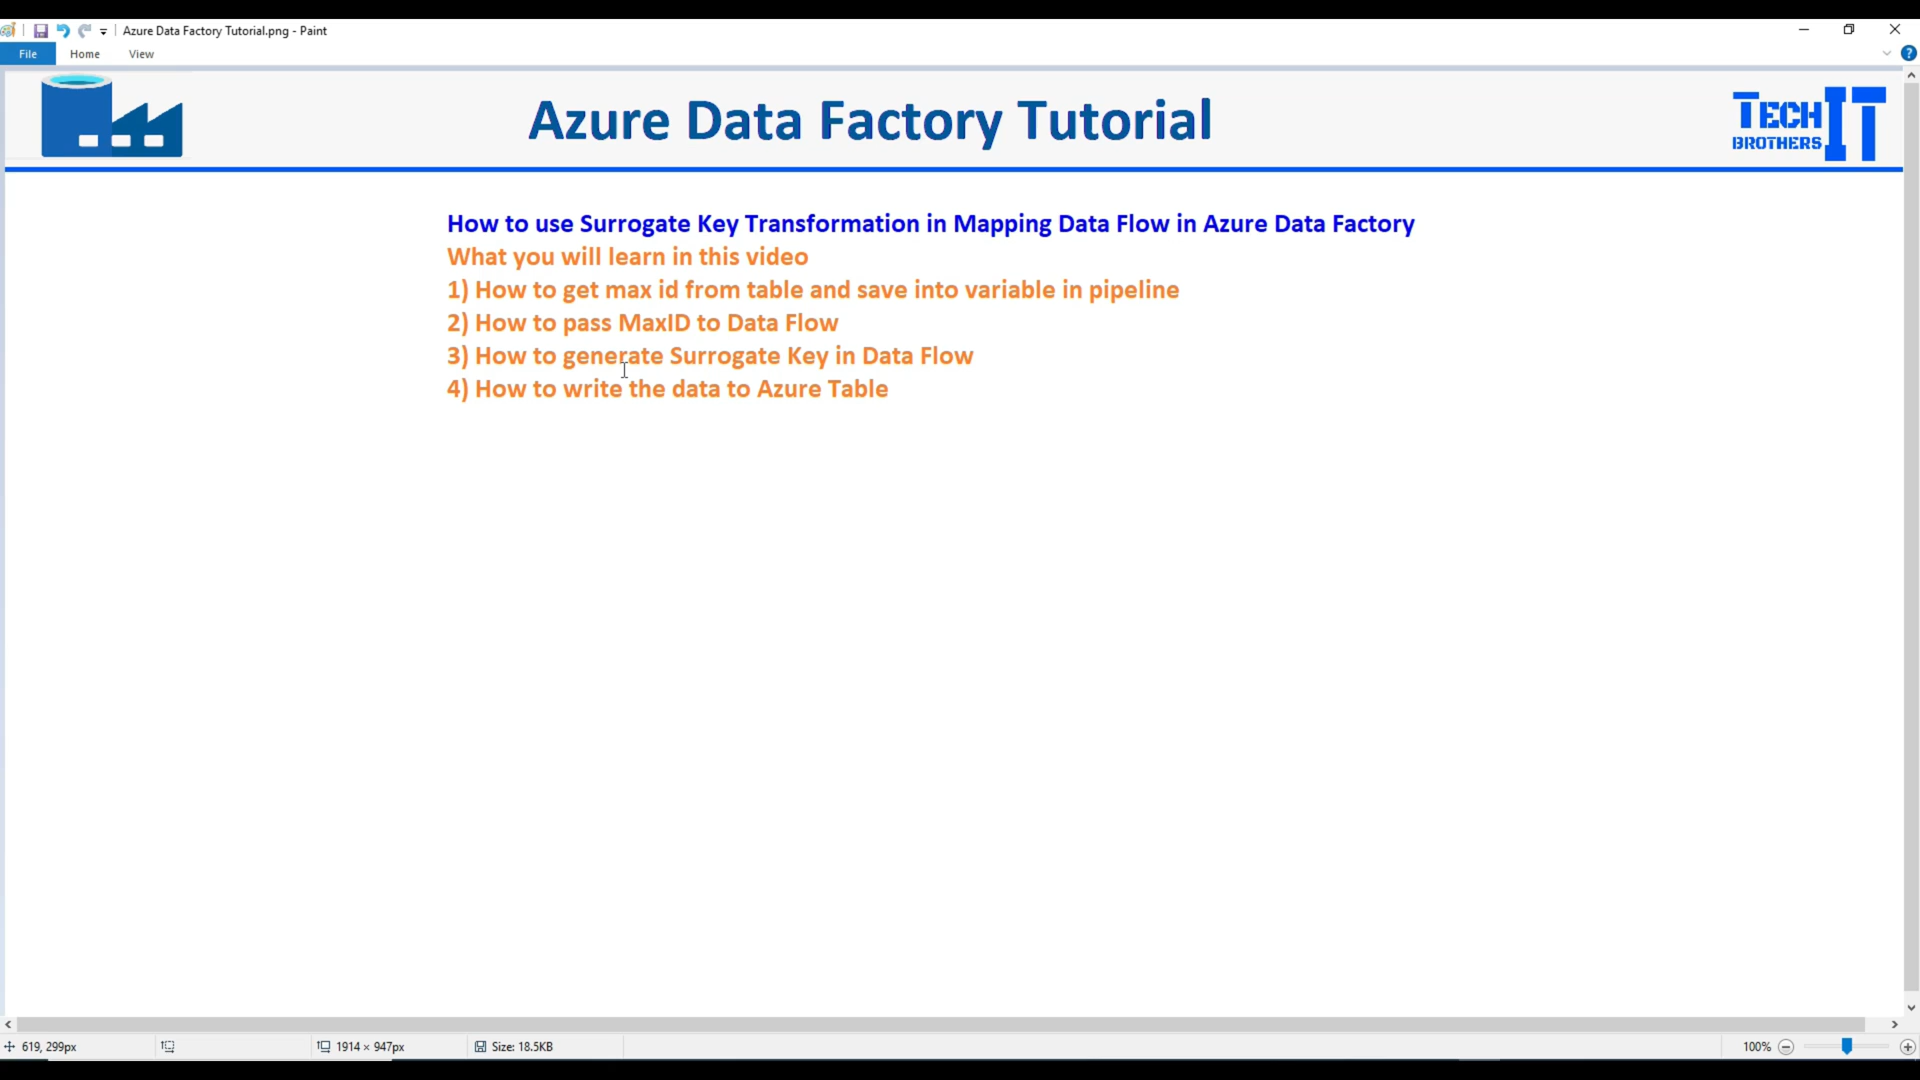 Azure Data Factory Tutorial.png - Paint
File Home View
Azure Data Factory Tutorial
TECH BROTHERS IT
How to use Surrogate Key Transformation in Mapping Data Flow in Azure Data Factory
What you will learn in this video
1) How to get max id from table and save into variable in pipeline
2) How to pass MaxID to Data Flow
3) How to generate Surrogate Key in Data Flow
4) How to write the data to Azure Table
619, 299px 1914 × 947px Size: 18.5KB 100%